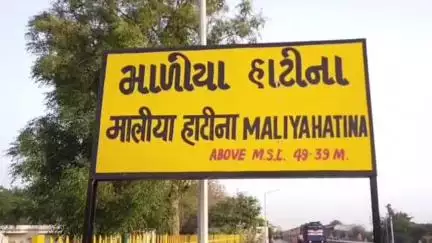 માળીયા હાટીના
मालीया हाटीना MALIYAHATINA
ABOVE M.S.L. 49-39 M.